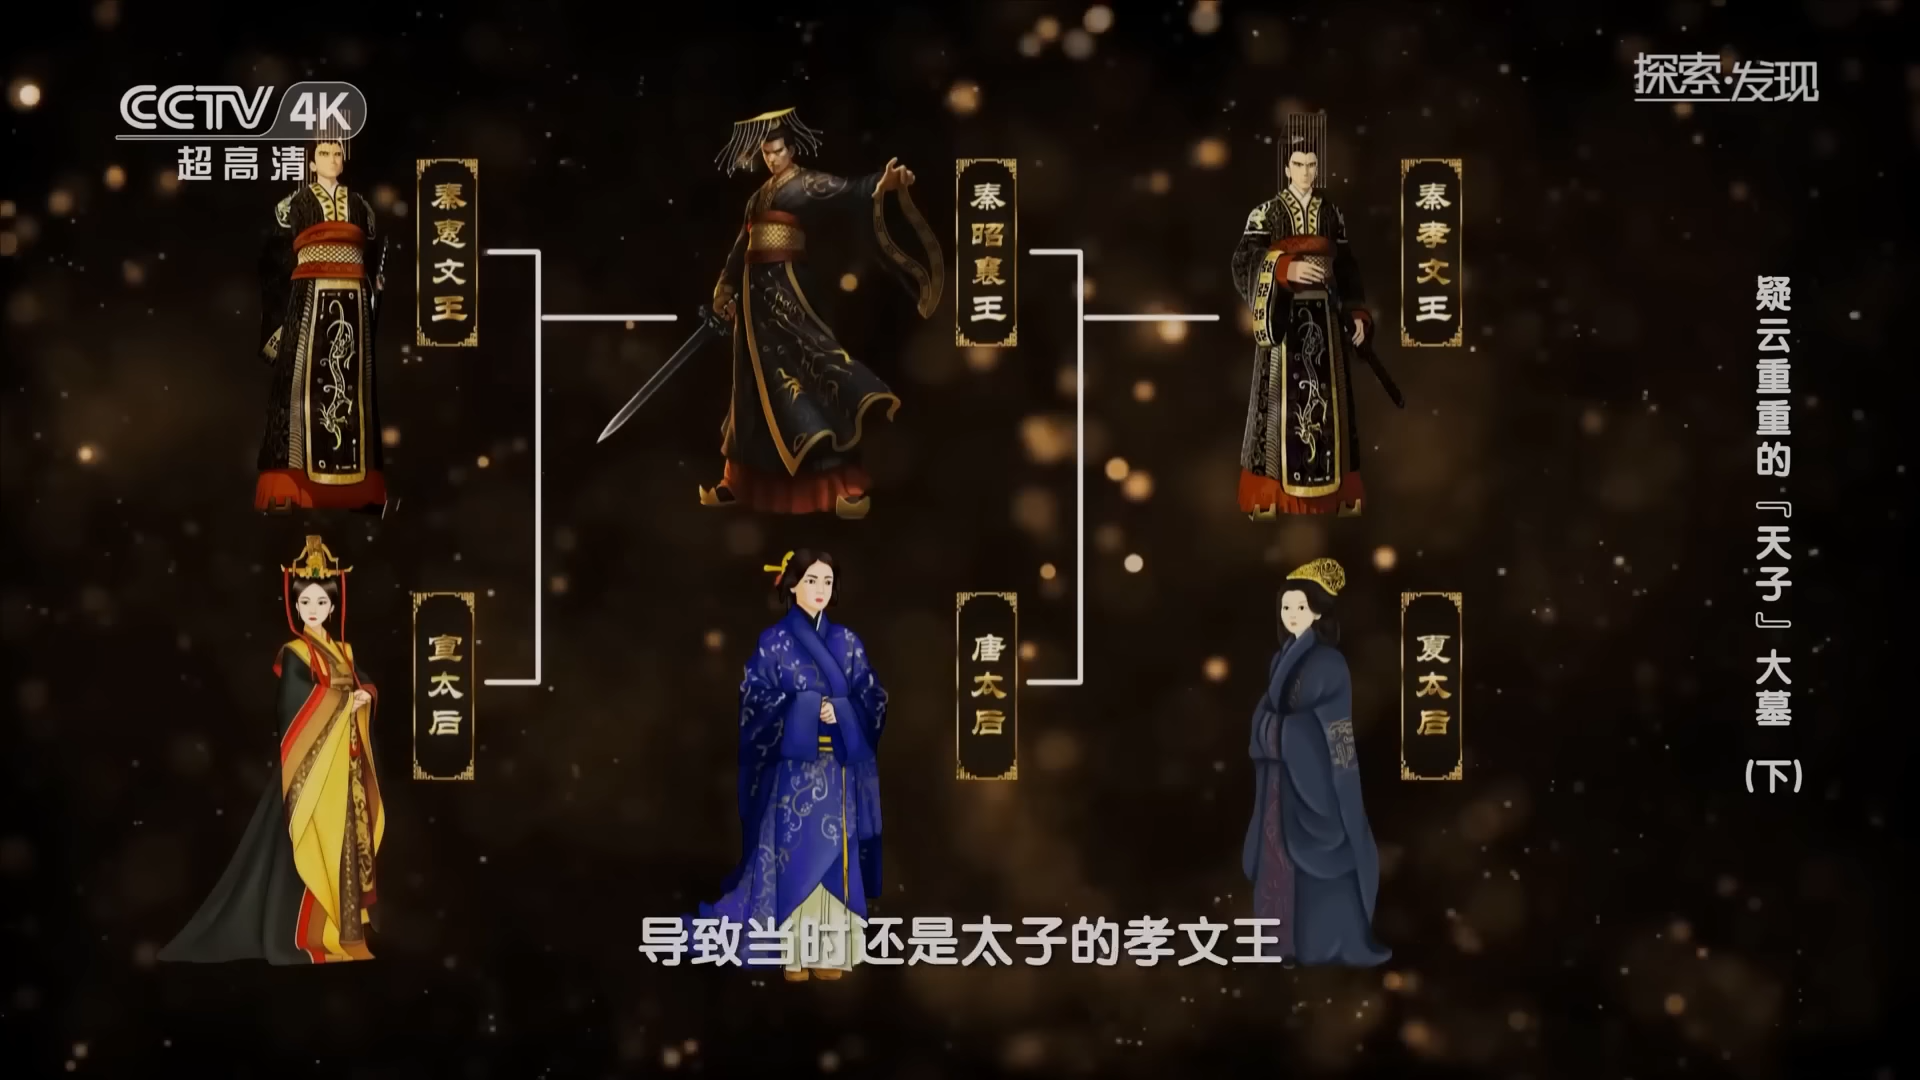 CCTV 4K
超高清
探索·发现
秦惠文王
秦昭襄王
秦孝文王
宣太后
唐太后
夏太后
疑云重重的『天子』大墓(下)
导致当时还是太子的孝文王